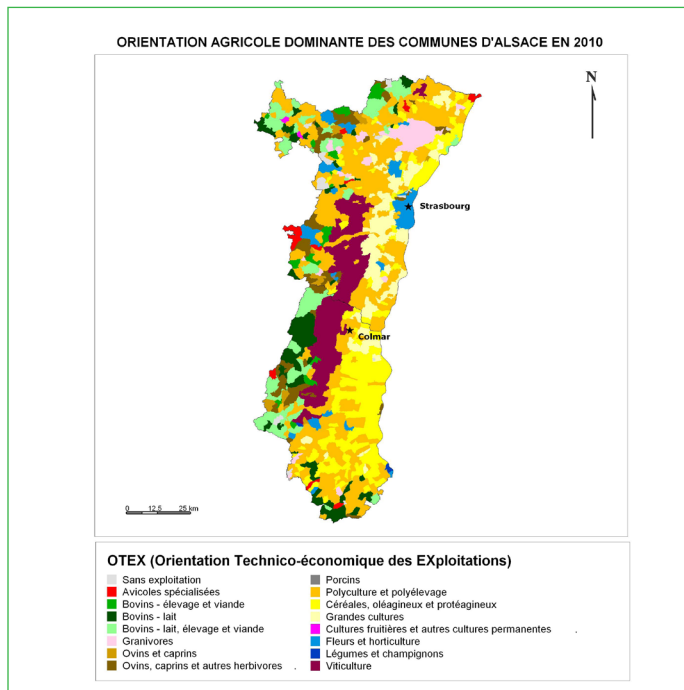 ORIENTATION AGRICOLE DOMINANTE DES COMMUNES D'ALSACE EN 2010
N
Strasbourg
Colmar
0 12,5 25 km
OTEX (Orientation Technico-économique des EXploitations)
Sans exploitation
Avicoles spécialisées
Bovins - élevage et viande
Bovins - lait
Bovins - lait, élevage et viande
Granivores
Ovins et caprins
Ovins, caprins et autres herbivores .
Porcins
Polyculture et polyélevage
Céréales, oléagineux et protéagineux
Grandes cultures
Cultures fruitières et autres cultures permanentes .
Fleurs et horticulture
Légumes et champignons
Viticulture